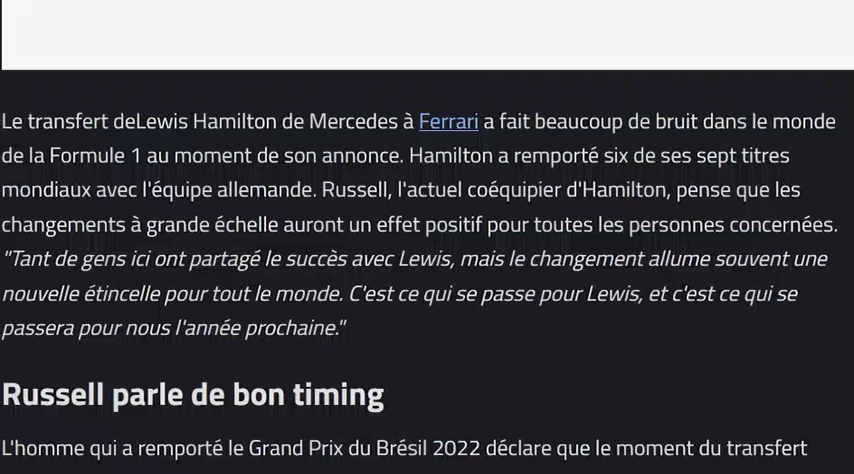 Le transfert deLewis Hamilton de Mercedes à Ferrari a fait beaucoup de bruit dans le monde
de la Formule 1 au moment de son annonce. Hamilton a remporté six de ses sept titres
mondiaux avec l'équipe allemande. Russell, l'actuel coéquipier d'Hamilton, pense que les
changements à grande échelle auront un effet positif pour toutes les personnes concernées.
"Tant de gens ici ont partagé le succès avec Lewis, mais le changement allume souvent une
nouvelle étincelle pour tout le monde. C'est ce qui se passe pour Lewis, et c'est ce qui se
passera pour nous l'année prochaine."
Russell parle de bon timing
L'homme qui a remporté le Grand Prix du Brésil 2022 déclare que le moment du transfert